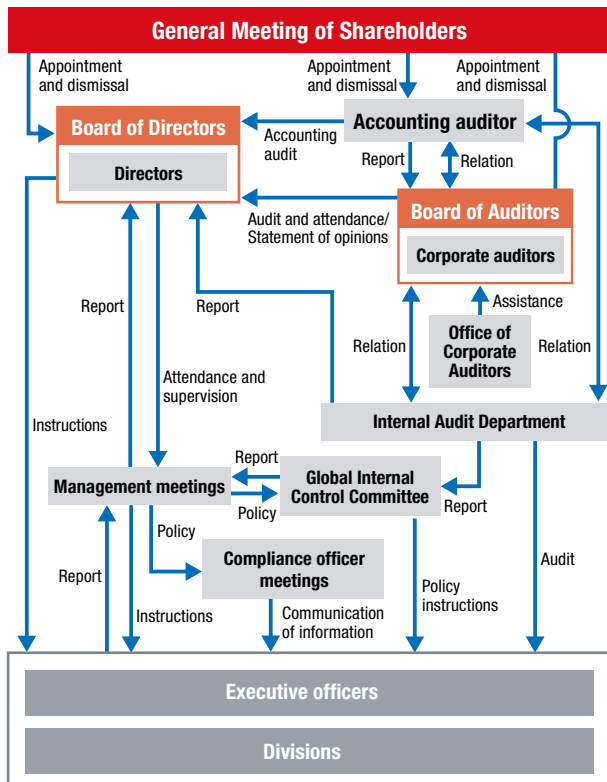 General Meeting of Shareholders
Appointment
and dismissal
Appointment
and dismissal
Appointment
and dismissal
Board of Directors
Directors
Accounting
audit
Accounting auditor
Report
Relation
Audit and attendance/
Statement of opinions
Board of Auditors
Corporate auditors
Report
Report
Assistance
Relation
Office of
Corporate
Auditors
Relation
Attendance and
supervision
Instructions
Internal Audit Department
Report
Management meetings
Global Internal
Control Committee
Policy
Report
Policy
Compliance officer
meetings
Report
Instructions
Communication
of information
Policy
instructions
Audit
Executive officers
Divisions